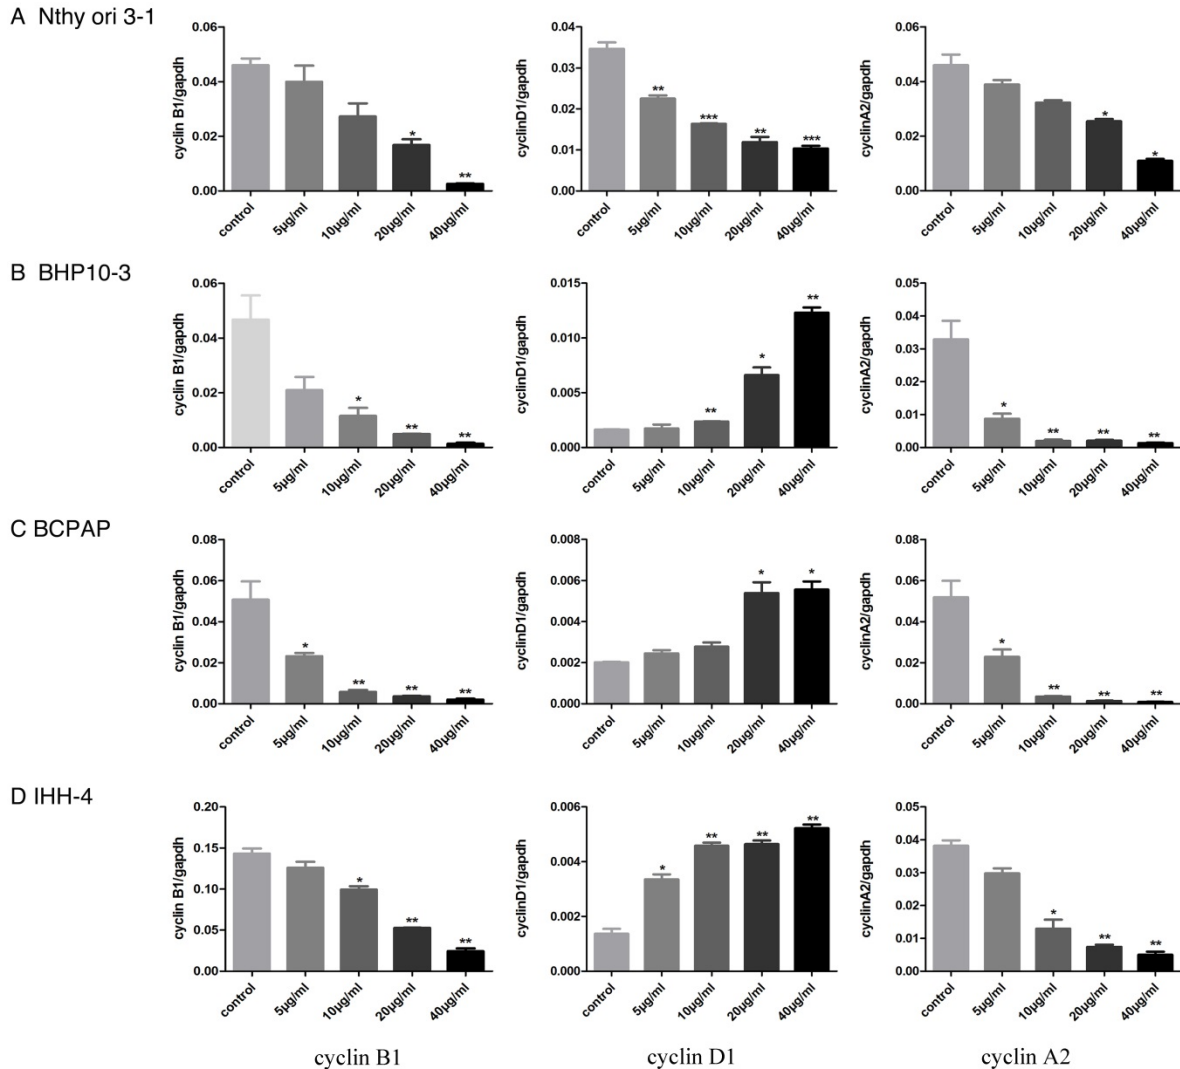 A Nthy ori 3-1
cyclin B1/gapdh
0.06
0.04
0.02
0.00
* **
control 5µg/ml 10µg/ml 20µg/ml 40µg/ml
cyclinD1/gapdh
0.04
0.03
0.02
0.01
0.00
** *** ** ***
control 5µg/ml 10µg/ml 20µg/ml 40µg/ml
cyclinA2/gapdh
0.06
0.04
0.02
0.00
* *
control 5µg/ml 10µg/ml 20µg/ml 40µg/ml
B BHP10-3
cyclin B1/gapdh
0.06
0.04
0.02
0.00
* ** **
control 5µg/ml 10µg/ml 20µg/ml 40µg/ml
cyclinD1/gapdh
0.015
0.010
0.005
0.000
** * **
control 5µg/ml 10µg/ml 20µg/ml 40µg/ml
cyclinA2/gapdh
0.05
0.04
0.03
0.02
0.01
0.00
* ** ** **
control 5µg/ml 10µg/ml 20µg/ml 40µg/ml
C BCPAP
cyclin B1/gapdh
0.08
0.06
0.04
0.02
0.00
* ** ** **
control 5µg/ml 10µg/ml 20µg/ml 40µg/ml
cyclinD1/gapdh
0.008
0.006
0.004
0.002
0.000
* *
control 5µg/ml 10µg/ml 20µg/ml 40µg/ml
cyclinA2/gapdh
0.08
0.06
0.04
0.02
0.00
* ** ** **
control 5µg/ml 10µg/ml 20µg/ml 40µg/ml
D IHH-4
cyclin B1/gapdh
0.20
0.15
0.10
0.05
0.00
* ** **
control 5µg/ml 10µg/ml 20µg/ml 40µg/ml
cyclinD1/gapdh
0.006
0.004
0.002
0.000
* ** ** **
control 5µg/ml 10µg/ml 20µg/ml 40µg/ml
cyclinA2/gapdh
0.05
0.04
0.03
0.02
0.01
0.00
* ** **
control 5µg/ml 10µg/ml 20µg/ml 40µg/ml
cyclin B1 cyclin D1 cyclin A2